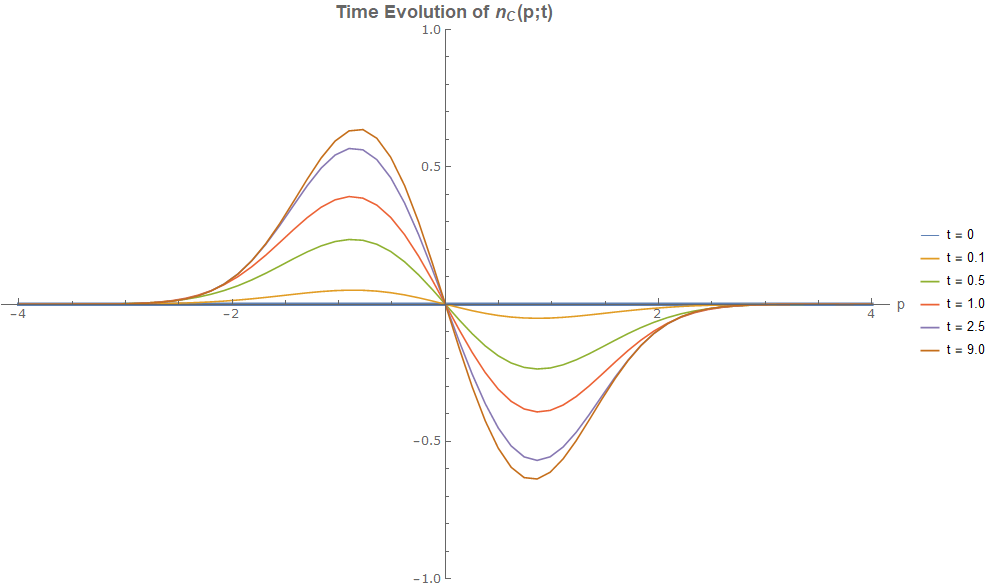 Time Evolution of n_C(p;t)
1.0
0.5
-4
-2
2
4
p
-0.5
-1.0
t = 0
t = 0.1
t = 0.5
t = 1.0
t = 2.5
t = 9.0